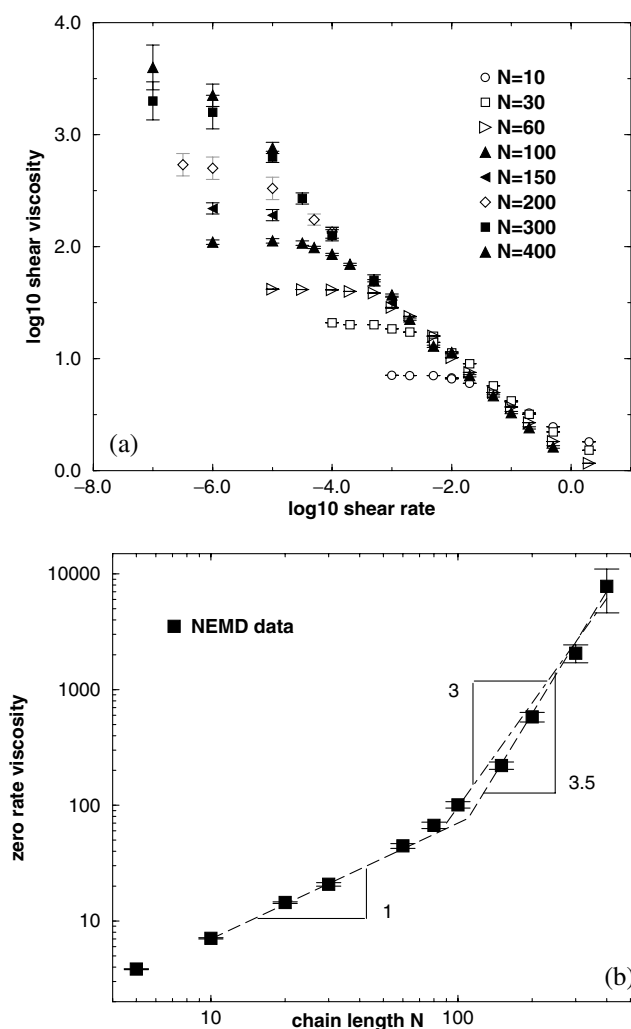 4.0
3.0
2.0
1.0
0.0
log10 shear viscosity
N=10
N=30
N=60
N=100
N=150
N=200
N=300
N=400
(a)
−8.0 −6.0 −4.0 −2.0 0.0
log10 shear rate
10000
1000
100
10
zero rate viscosity
NEMD data
3
3.5
1
(b)
10 100
chain length N